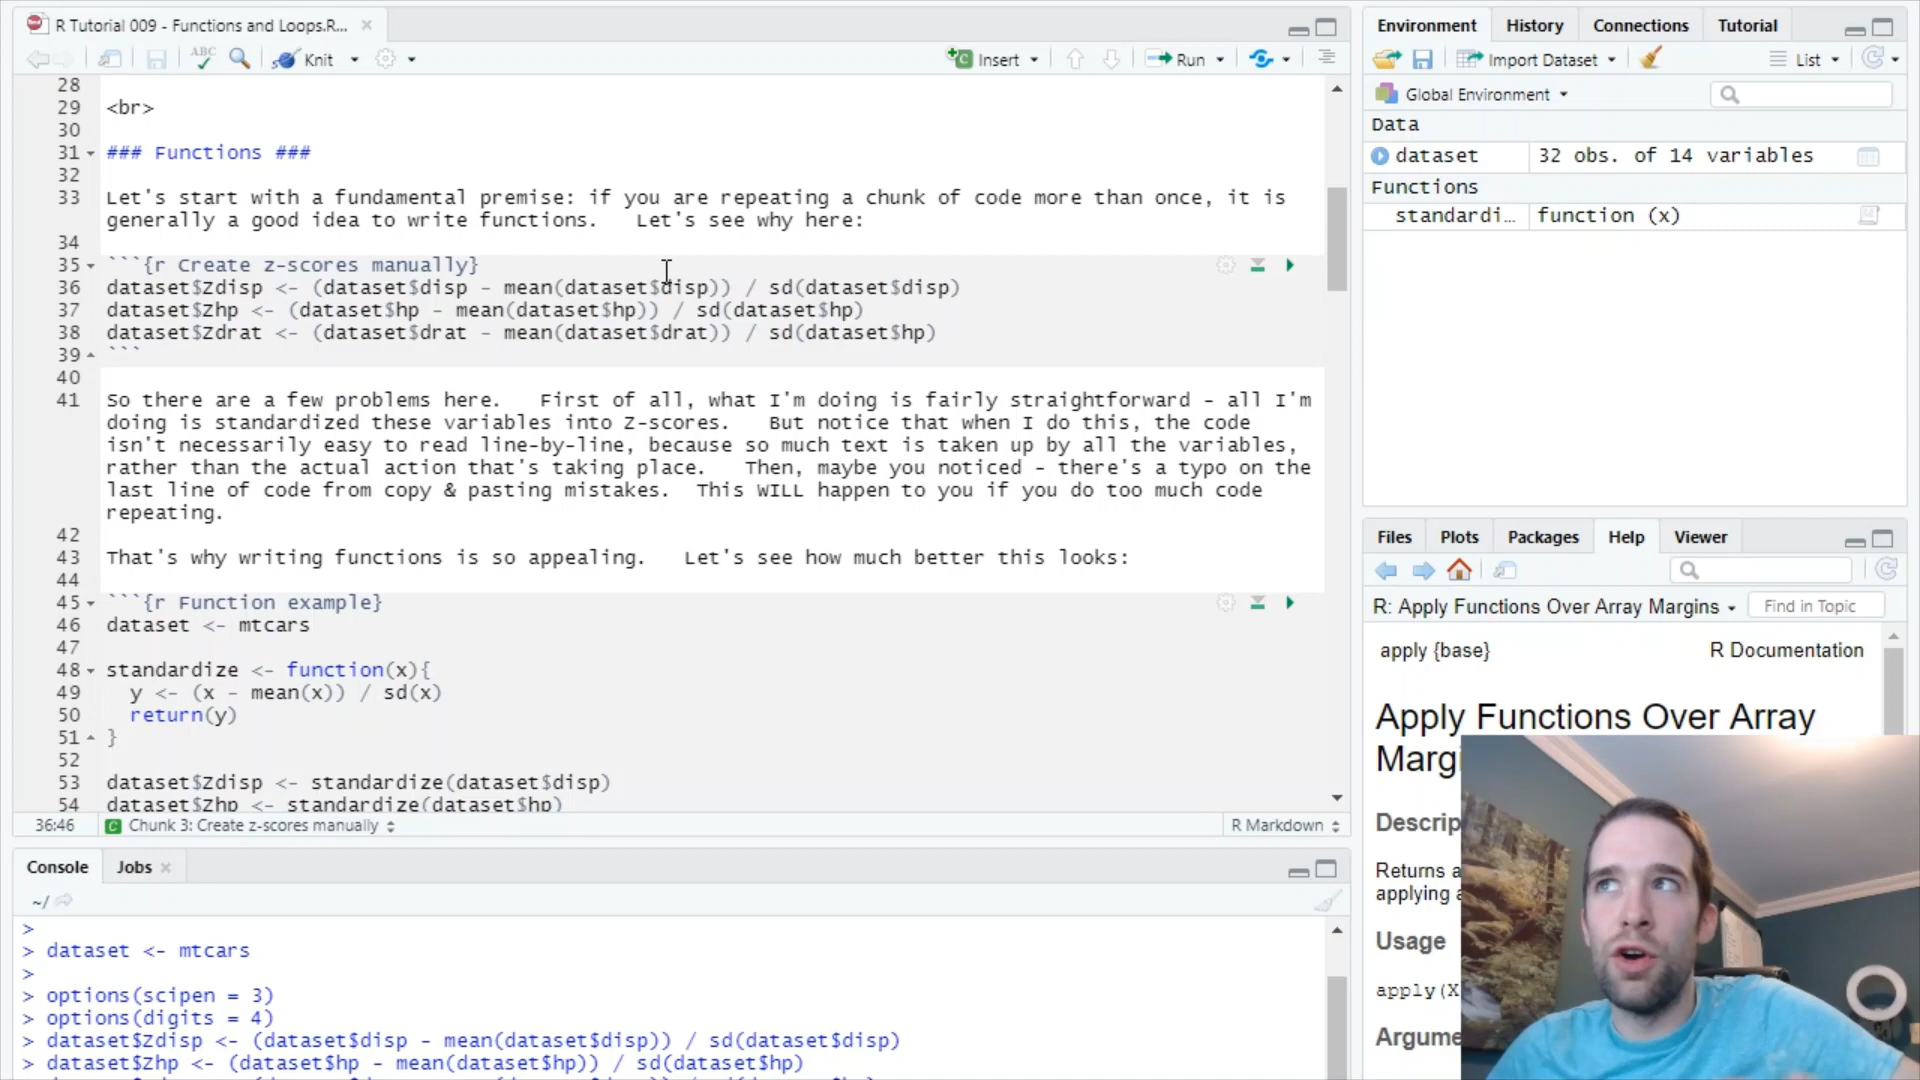 R Tutorial 009 - Functions and Loops.R...
ABC
Knit
Insert
Run
28
29 <br>
30
31 ### Functions ###
32
33 Let's start with a fundamental premise: if you are repeating a chunk of code more than once, it is
generally a good idea to write functions. Let's see why here:
34
35 ```{r Create z-scores manually}
36 dataset$Zdisp <- (dataset$disp - mean(dataset$disp)) / sd(dataset$disp)
37 dataset$Zhp <- (dataset$hp - mean(dataset$hp)) / sd(dataset$hp)
38 dataset$Zdrat <- (dataset$drat - mean(dataset$drat)) / sd(dataset$hp)
39 ```
40
41 So there are a few problems here. First of all, what I'm doing is fairly straightforward - all I'm
doing is standardized these variables into Z-scores. But notice that when I do this, the code
isn't necessarily easy to read line-by-line, because so much text is taken up by all the variables,
rather than the actual action that's taking place. Then, maybe you noticed - there's a typo on the
last line of code from copy & pasting mistakes. This WILL happen to you if you do too much code
repeating.
42
43 That's why writing functions is so appealing. Let's see how much better this looks:
44
45 ```{r Function example}
46 dataset <- mtcars
47
48 standardize <- function(x){
49 y <- (x - mean(x)) / sd(x)
50 return(y)
51 }
52
53 dataset$Zdisp <- standardize(dataset$disp)
54 dataset$Zhp <- standardize(dataset$hp)
36:46 Chunk 3: Create z-scores manually R Markdown
Console Jobs
~/
>
> dataset <- mtcars
>
> options(scipen = 3)
> options(digits = 4)
> dataset$Zdisp <- (dataset$disp - mean(dataset$disp)) / sd(dataset$disp)
> dataset$Zhp <- (dataset$hp - mean(dataset$hp)) / sd(dataset$hp)
Environment History Connections Tutorial
Import Dataset List
Global Environment
Data
dataset 32 obs. of 14 variables
Functions
standardi... function (x)
Files Plots Packages Help Viewer
R: Apply Functions Over Array Margins Find in Topic
apply {base} R Documentation
Apply Functions Over Array
Margi
Descrip
Returns a
applying a
Usage
apply(X
Argume